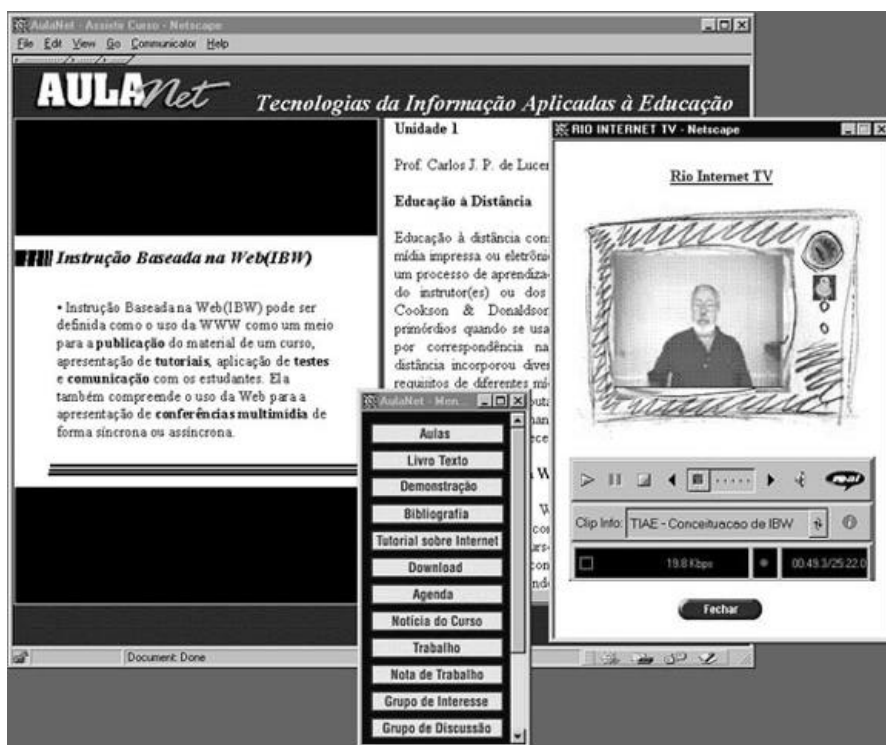 AulaNet - Assistir Curso - Netscape
File Edit View Go Communicator Help
AULANet
Tecnologias da Informação Aplicadas à Educação
Instrução Baseada na Web(IBW)
• Instrução Baseada na Web(IBW) pode ser
definida como o uso da WWW como um meio
para a publicação do material de um curso,
apresentação de tutoriais, aplicação de testes
e comunicação com os estudantes. Ela
também compreende o uso da Web para a
apresentação de conferências multimídia de
forma síncrona ou assíncrona.
Unidade 1
Prof. Carlos J. P. de Lucen
Educação à Distância
Educação à distância con
mídia impressa ou eletrôni
um processo de aprendiza
do instrutor(es) ou dos
Cookson & Donaldson
primórdios quando se usa
por correspondência na
distância incorporou dive
requisitos de diferentes mí
RIO INTERNET TV - Netscape
Rio Internet TV
real
Clip Info: TIAE - Conceituacao de IBW
19.8 Kbps
00:49.3/25:22.0
Fechar
AulaNet - Men...
Aulas
Livro Texto
Demonstração
Bibliografia
Tutorial sobre Internet
Download
Agenda
Notícia do Curso
Trabalho
Nota de Trabalho
Grupo de Interesse
Grupo de Discussão
Document: Done